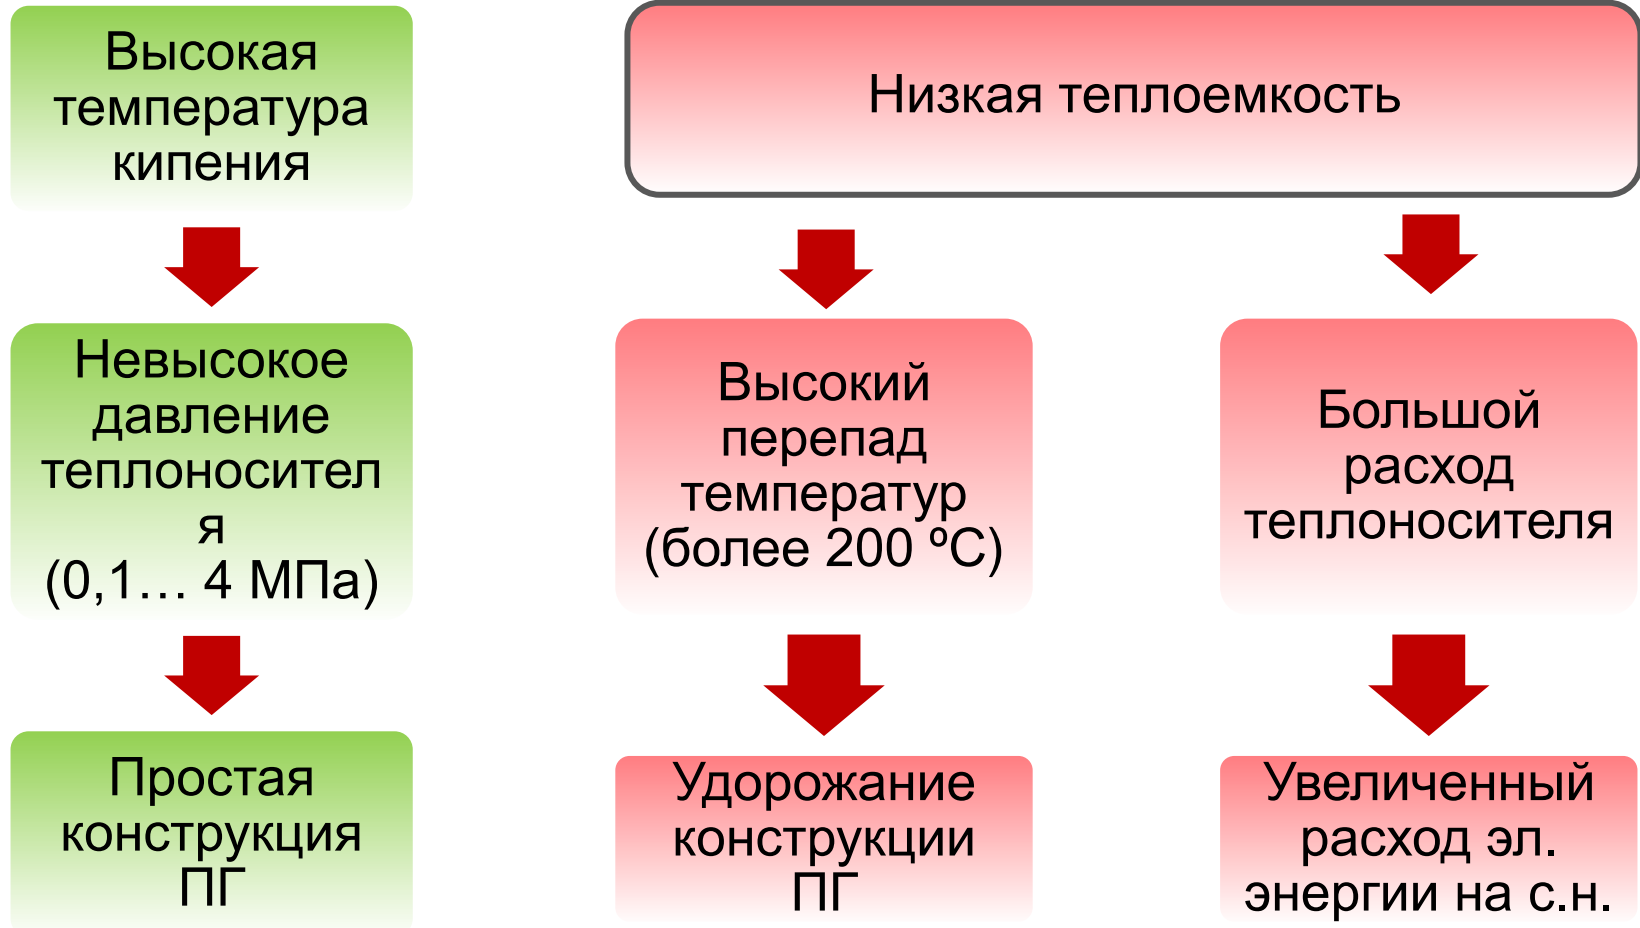 Высокая
температура
кипения
Низкая теплоемкость
Невысокое
давление
теплоносител
я
(0,1… 4 МПа)
Высокий
перепад
температур
(более 200 ºС)
Большой
расход
теплоносителя
Простая
конструкция
ПГ
Удорожание
конструкции
ПГ
Увеличенный
расход эл.
энергии на с.н.